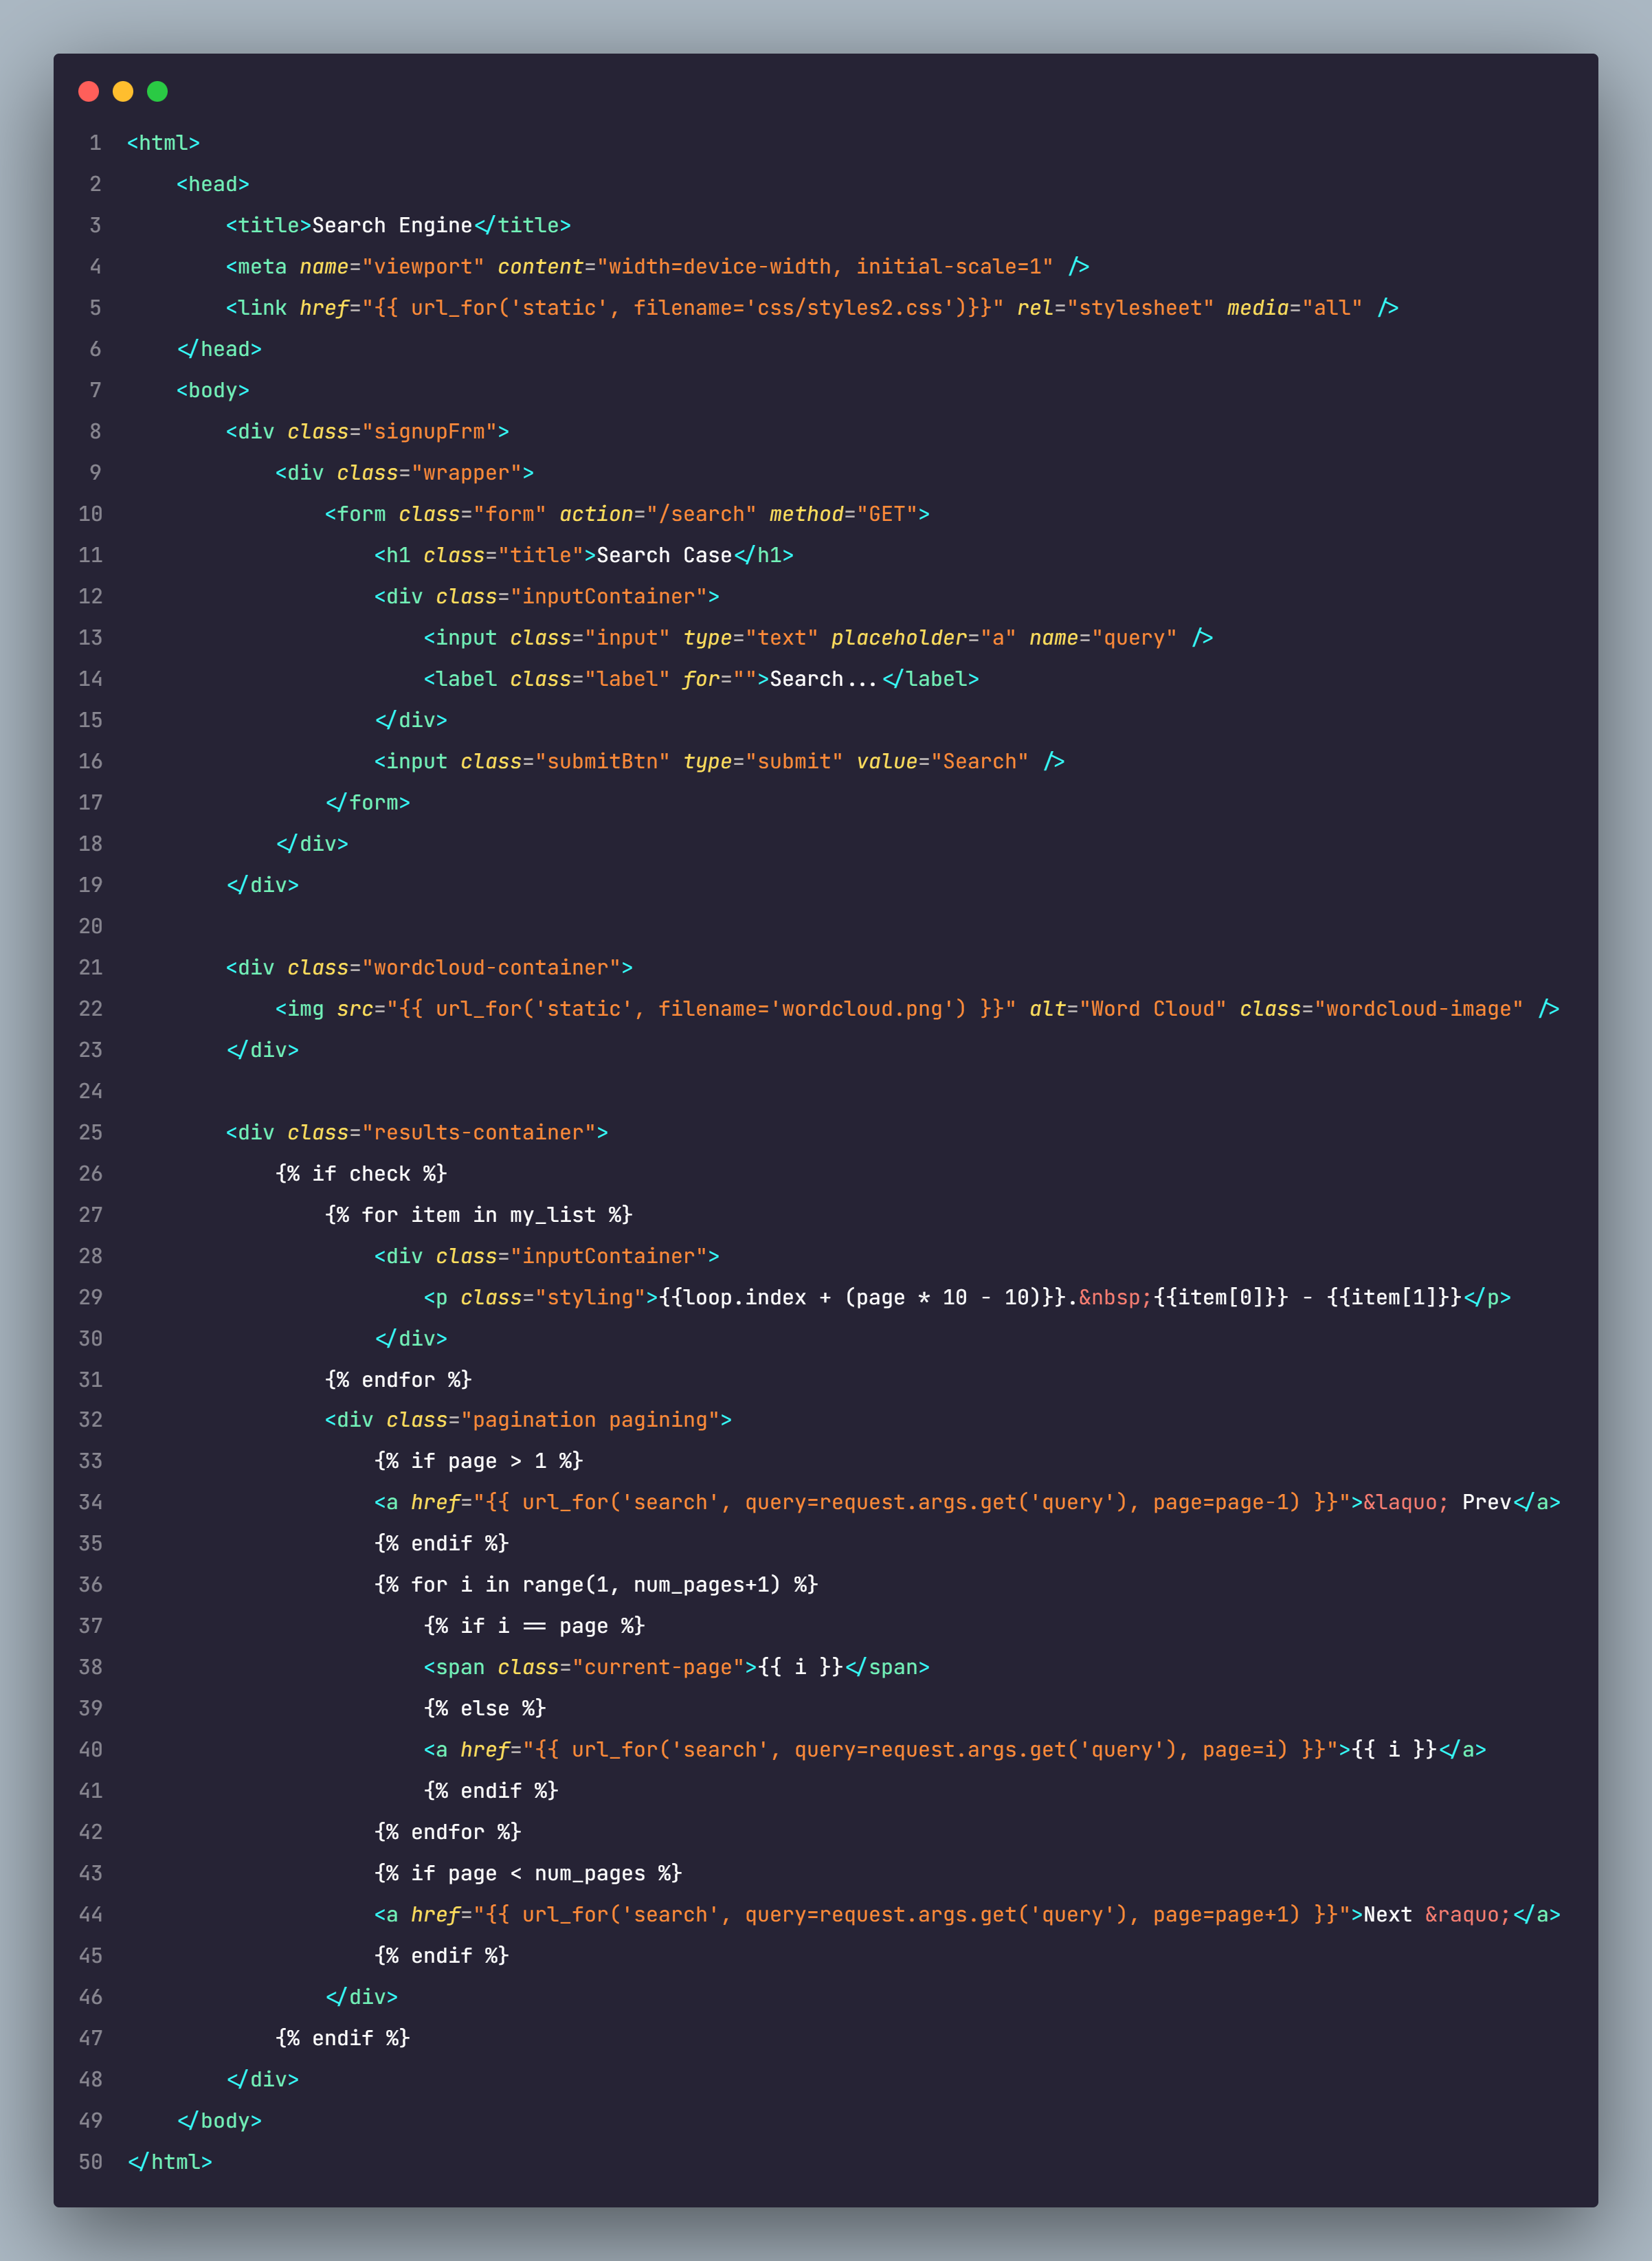 1 <html>
2     <head>
3         <title>Search Engine</title>
4         <meta name="viewport" content="width=device-width, initial-scale=1" />
5         <link href="{{ url_for('static', filename='css/styles2.css')}}" rel="stylesheet" media="all" />
6     </head>
7     <body>
8         <div class="signupFrm">
9             <div class="wrapper">
10                 <form class="form" action="/search" method="GET">
11                     <h1 class="title">Search Case</h1>
12                     <div class="inputContainer">
13                         <input class="input" type="text" placeholder="a" name="query" />
14                         <label class="label" for="">Search...</label>
15                     </div>
16                     <input class="submitBtn" type="submit" value="Search" />
17                 </form>
18             </div>
19         </div>
20
21         <div class="wordcloud-container">
22             <img src="{{ url_for('static', filename='wordcloud.png') }}" alt="Word Cloud" class="wordcloud-image" />
23         </div>
24
25         <div class="results-container">
26             {% if check %}
27                 {% for item in my_list %}
28                     <div class="inputContainer">
29                         <p class="styling">{{loop.index + (page * 10 - 10)}}.&nbsp;{{item[0]}} - {{item[1]}}</p>
30                     </div>
31                 {% endfor %}
32                 <div class="pagination pagining">
33                     {% if page > 1 %}
34                     <a href="{{ url_for('search', query=request.args.get('query'), page=page-1) }}">&laquo; Prev</a>
35                     {% endif %}
36                     {% for i in range(1, num_pages+1) %}
37                         {% if i == page %}
38                         <span class="current-page">{{ i }}</span>
39                         {% else %}
40                         <a href="{{ url_for('search', query=request.args.get('query'), page=i) }}">{{ i }}</a>
41                         {% endif %}
42                     {% endfor %}
43                     {% if page < num_pages %}
44                     <a href="{{ url_for('search', query=request.args.get('query'), page=page+1) }}">Next &raquo;</a>
45                     {% endif %}
46                 </div>
47             {% endif %}
48         </div>
49     </body>
50 </html>